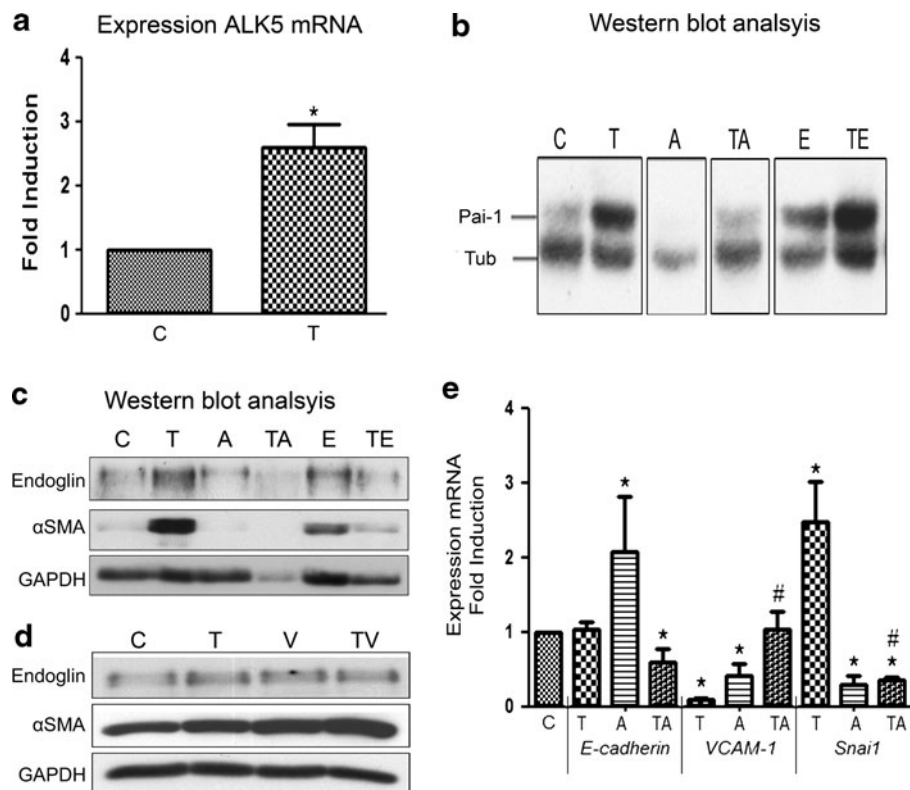 a
Expression ALK5 mRNA
Fold Induction
4
3
2
1
0
*
C T
b
Western blot analsyis
C T A TA E TE
Pai-1
Tub
c
Western blot analsyis
C T A TA E TE
Endoglin
αSMA
GAPDH
d
C T V TV
Endoglin
αSMA
GAPDH
e
Expression mRNA
Fold Induction
4
3
2
1
0
* * * * # * * # *
C T A TA T A TA T A TA
E-cadherin VCAM-1 Snai1